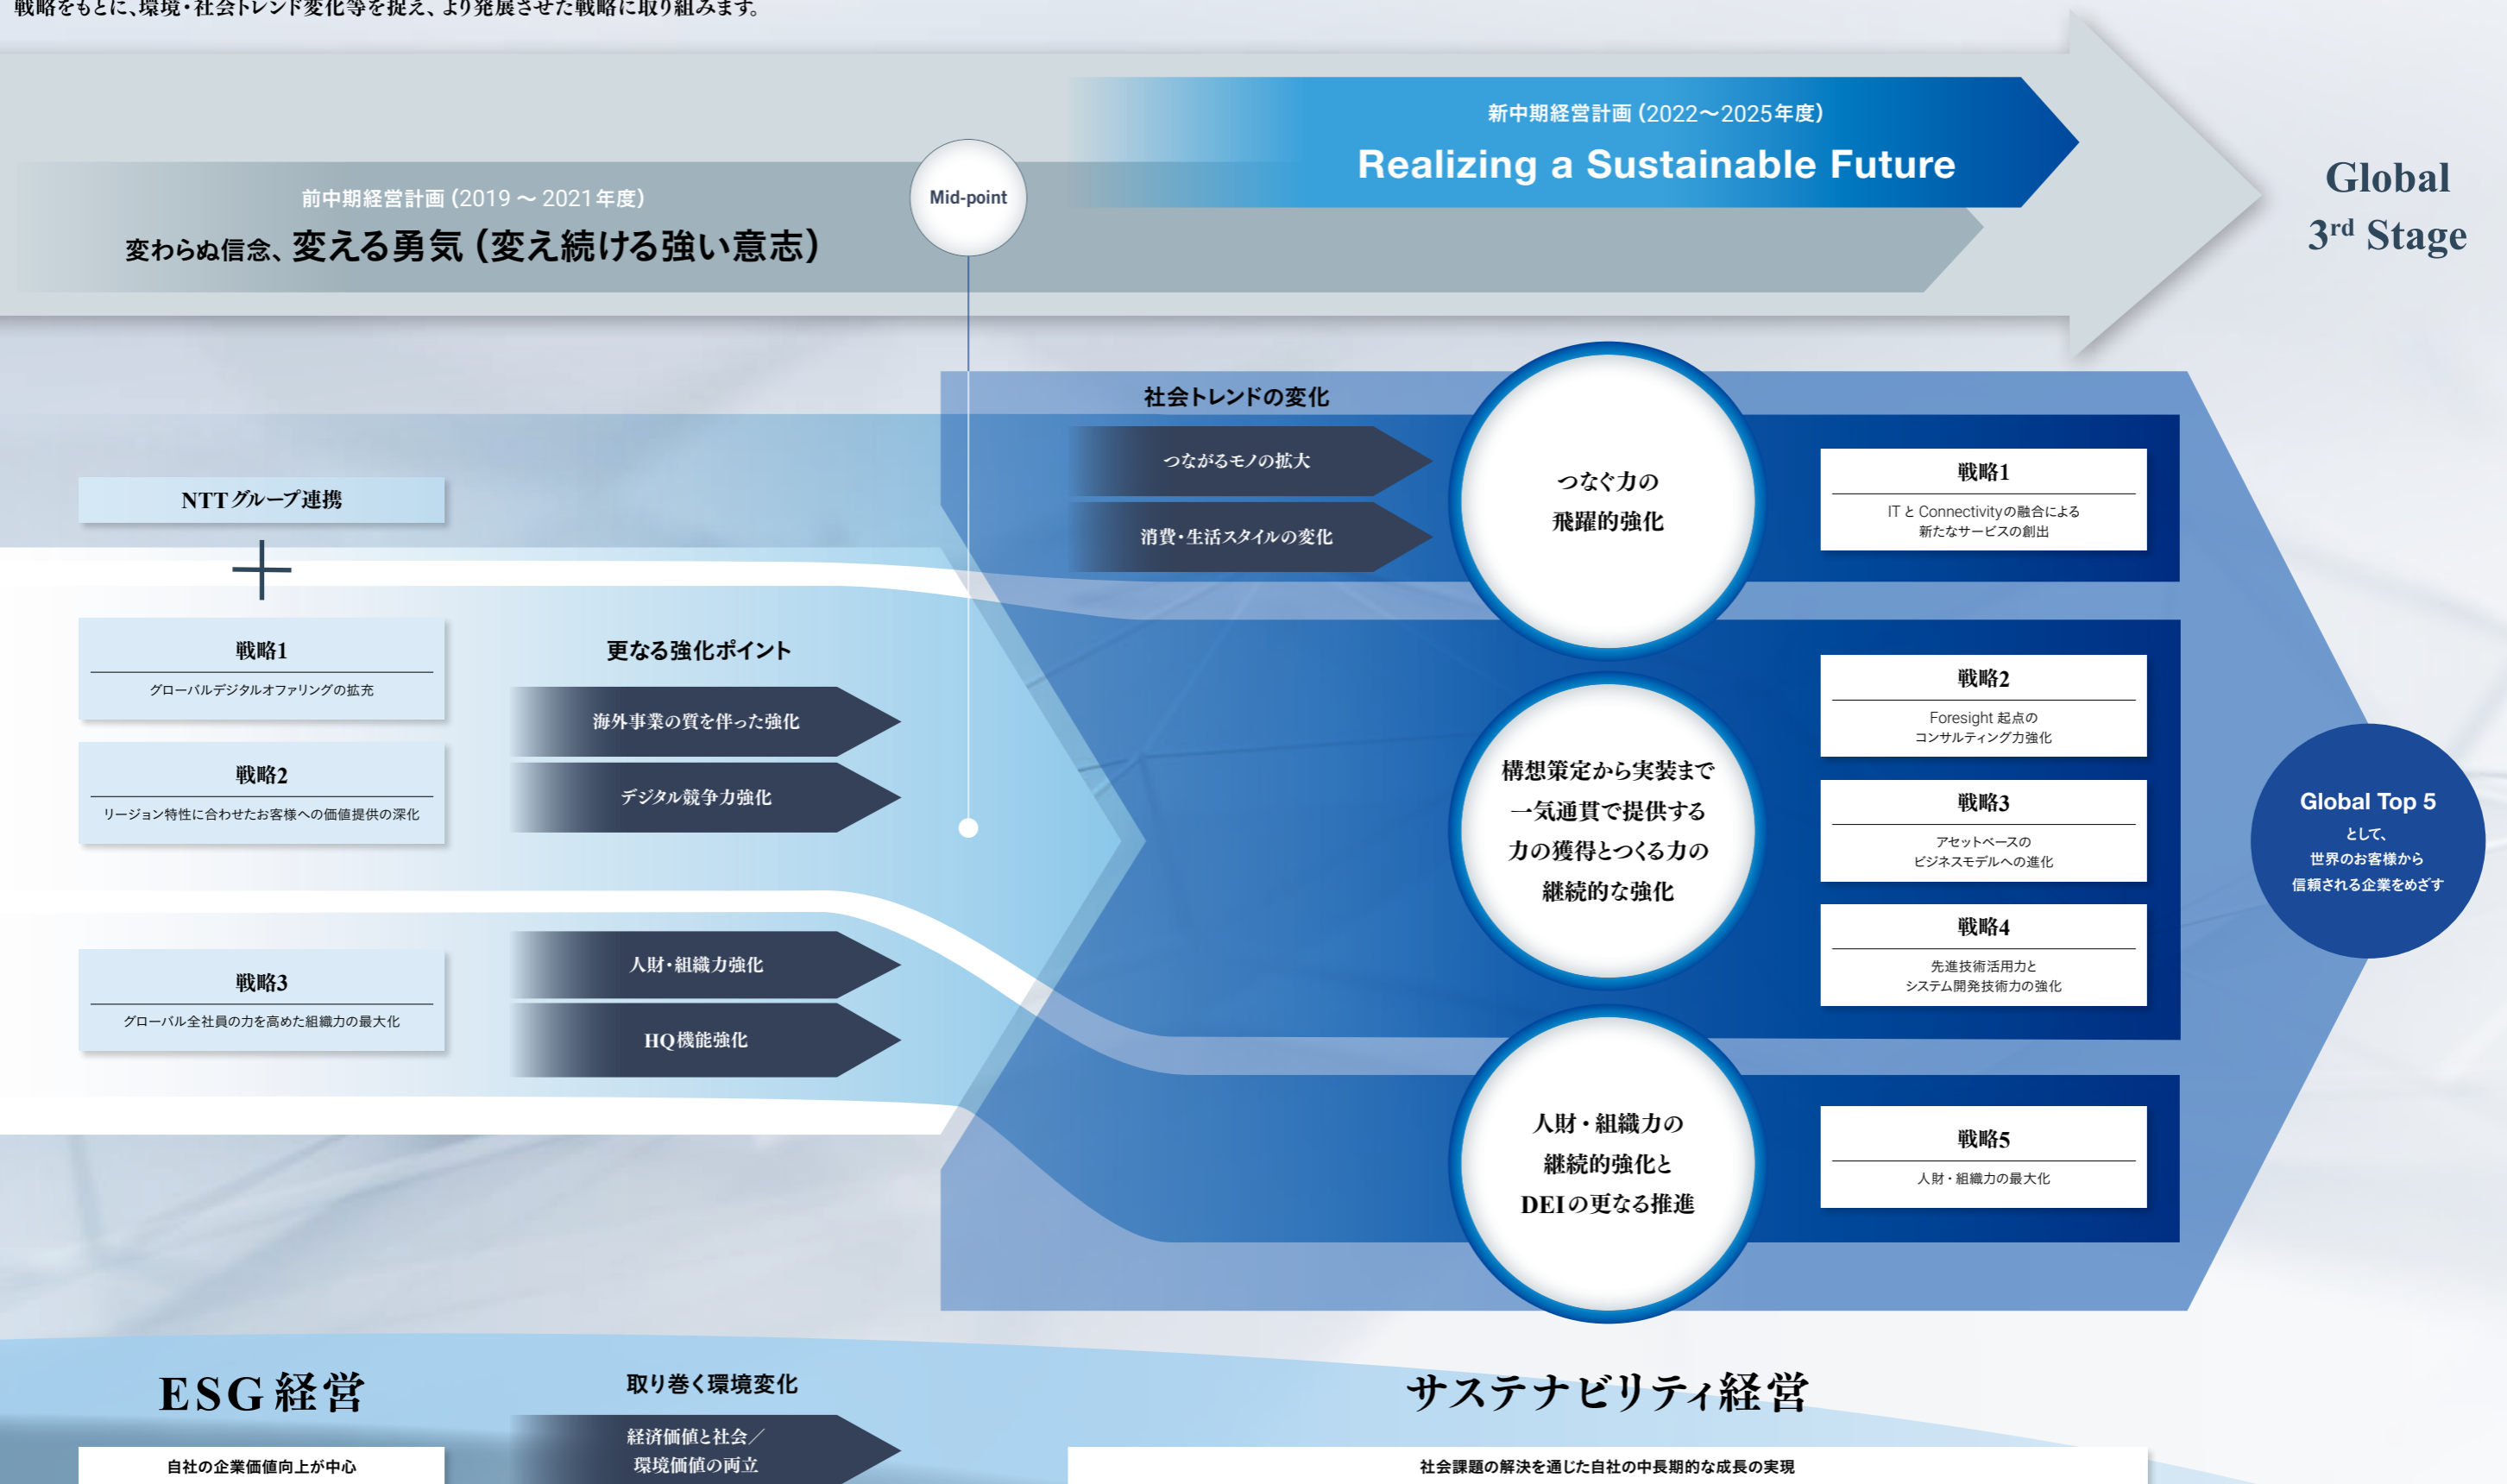 戦略をもとに、環境・社会トレンド変化等を捉え、より発展させた戦略に取り組みます。
新中期経営計画（2022～2025年度）
Realizing a Sustainable Future
前中期経営計画（2019 ～ 2021年度）
変わらぬ信念、変える勇気（変え続ける強い意志）
Mid-point
Global
3rd Stage
NTTグループ連携
戦略1
グローバルデジタルオファリングの拡充
戦略2
リージョン特性に合わせたお客様への価値提供の深化
戦略3
グローバル全社員の力を高めた組織力の最大化
更なる強化ポイント
海外事業の質を伴った強化
デジタル競争力強化
人財・組織力強化
HQ機能強化
社会トレンドの変化
つながるモノの拡大
消費・生活スタイルの変化
つなぐ力の
飛躍的強化
戦略1
IT と Connectivityの融合による
新たなサービスの創出
構想策定から実装まで
一気通貫で提供する
力の獲得とつくる力の
継続的な強化
戦略2
Foresight 起点の
コンサルティング力強化
戦略3
アセットベースの
ビジネスモデルへの進化
戦略4
先進技術活用力と
システム開発技術力の強化
人財・組織力の
継続的強化と
DEIの更なる推進
戦略5
人財・組織力の最大化
Global Top 5
として、
世界のお客様から
信頼される企業をめざす
ESG経営
自社の企業価値向上が中心
取り巻く環境変化
経済価値と社会／
環境価値の両立
サステナビリティ経営
社会課題の解決を通じた自社の中長期的な成長の実現